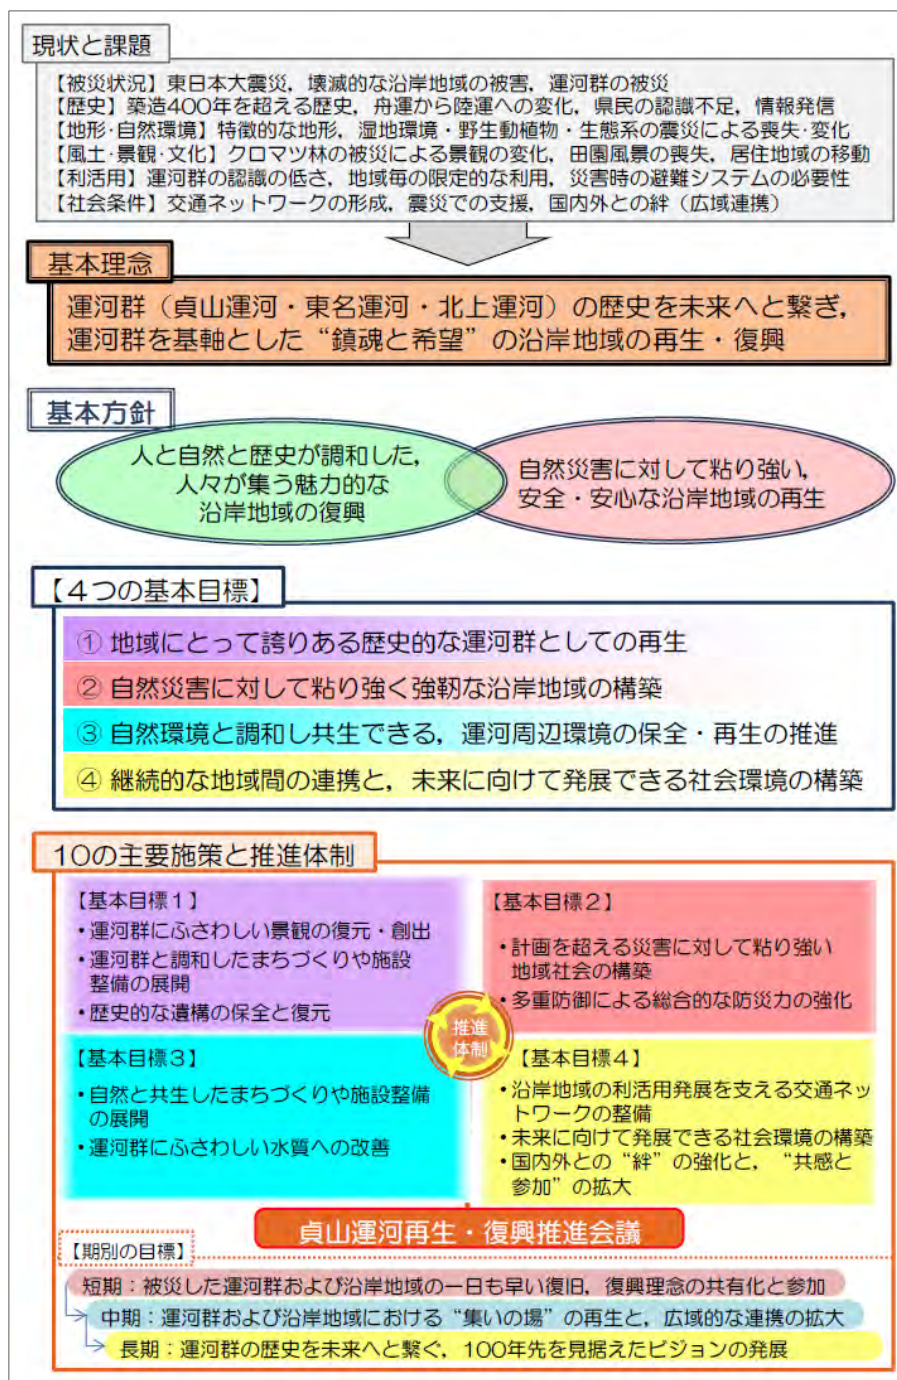 現状と課題
【被災状況】東日本大震災，壊滅的な沿岸地域の被害，運河群の被災
【歴史】築造400年を超える歴史，舟運から陸運への変化，県民の認識不足，情報発信
【地形･自然環境】特徴的な地形，湿地環境・野生動植物・生態系の震災による喪失･変化
【風土･景観･文化】クロマツ林の被災による景観の変化，田園風景の喪失，居住地域の移動
【利活用】運河群の認識の低さ，地域毎の限定的な利用，災害時の避難システムの必要性
【社会条件】交通ネットワークの形成，震災での支援，国内外との絆（広域連携）
基本理念
運河群（貞山運河・東名運河・北上運河）の歴史を未来へと繋ぎ，
運河群を基軸とした“鎮魂と希望”の沿岸地域の再生・復興
基本方針
人と自然と歴史が調和した，
人々が集う魅力的な
沿岸地域の復興
自然災害に対して粘り強い，
安全・安心な沿岸地域の再生
【４つの基本目標】
① 地域にとって誇りある歴史的な運河群としての再生
② 自然災害に対して粘り強く強靭な沿岸地域の構築
③ 自然環境と調和し共生できる，運河周辺環境の保全・再生の推進
④ 継続的な地域間の連携と，未来に向けて発展できる社会環境の構築
10の主要施策と推進体制
【基本目標１】
・運河群にふさわしい景観の復元・創出
・運河群と調和したまちづくりや施設
整備の展開
・歴史的な遺構の保全と復元
【基本目標２】
・計画を超える災害に対して粘り強い
地域社会の構築
・多重防御による総合的な防災力の強化
推進
体制
【基本目標３】
・自然と共生したまちづくりや施設整備
の展開
・運河群にふさわしい水質への改善
【基本目標４】
・沿岸地域の利活用発展を支える交通ネッ
トワークの整備
・未来に向けて発展できる社会環境の構築
・国内外との“絆”の強化と，“共感と
参加”の拡大
貞山運河再生・復興推進会議
【期別の目標】
短期：被災した運河群および沿岸地域の一日も早い復旧，復興理念の共有化と参加
中期：運河群および沿岸地域における“集いの場”の再生と，広域的な連携の拡大
長期：運河群の歴史を未来へと繋ぐ，100年先を見据えたビジョンの発展